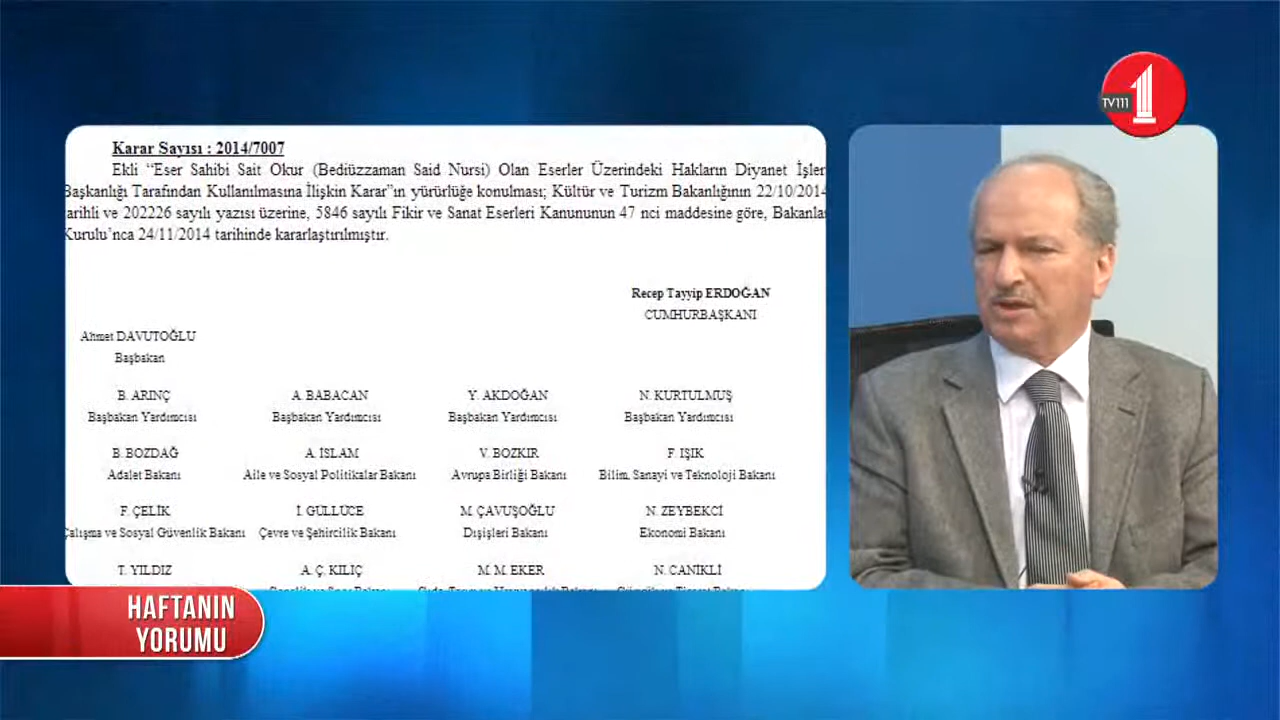 TV111
1
Karar Sayısı : 2014/7007
Ekli “Eser Sahibi Sait Okur (Bediüzzaman Said Nursi) Olan Eserler Üzerindeki Hakların Diyanet İşler
Başkanlığı Tarafından Kullanılmasına İlişkin Karar”ın yürürlüğe konulması; Kültür ve Turizm Bakanlığının 22/10/2014
tarihli ve 202226 sayılı yazısı üzerine, 5846 sayılı Fikir ve Sanat Eserleri Kanununun 47 nci maddesine göre, Bakanlar
Kurulu’nca 24/11/2014 tarihinde kararlaştırılmıştır.
Recep Tayyip ERDOĞAN
CUMHURBAŞKANI
Ahmet DAVUTOĞLU
Başbakan
B. ARINÇ A. BABACAN Y. AKDOĞAN N. KURTULMUŞ
Başbakan Yardımcısı Başbakan Yardımcısı Başbakan Yardımcısı Başbakan Yardımcısı
B. BOZDAĞ A. İSLAM V. BOZKIR F. IŞIK
Adalet Bakanı Aile ve Sosyal Politikalar Bakanı Avrupa Birliği Bakanı Bilim, Sanayi ve Teknoloji Bakanı
F. ÇELİK İ. GÜLLÜCE M. ÇAVUŞOĞLU N. ZEYBEKCİ
Çalışma ve Sosyal Güvenlik Bakanı Çevre ve Şehircilik Bakanı Dışişleri Bakanı Ekonomi Bakanı
T. YILDIZ A. Ç. KILIÇ M. M. EKER N. CANİKLİ
HAFTANIN
YORUMU